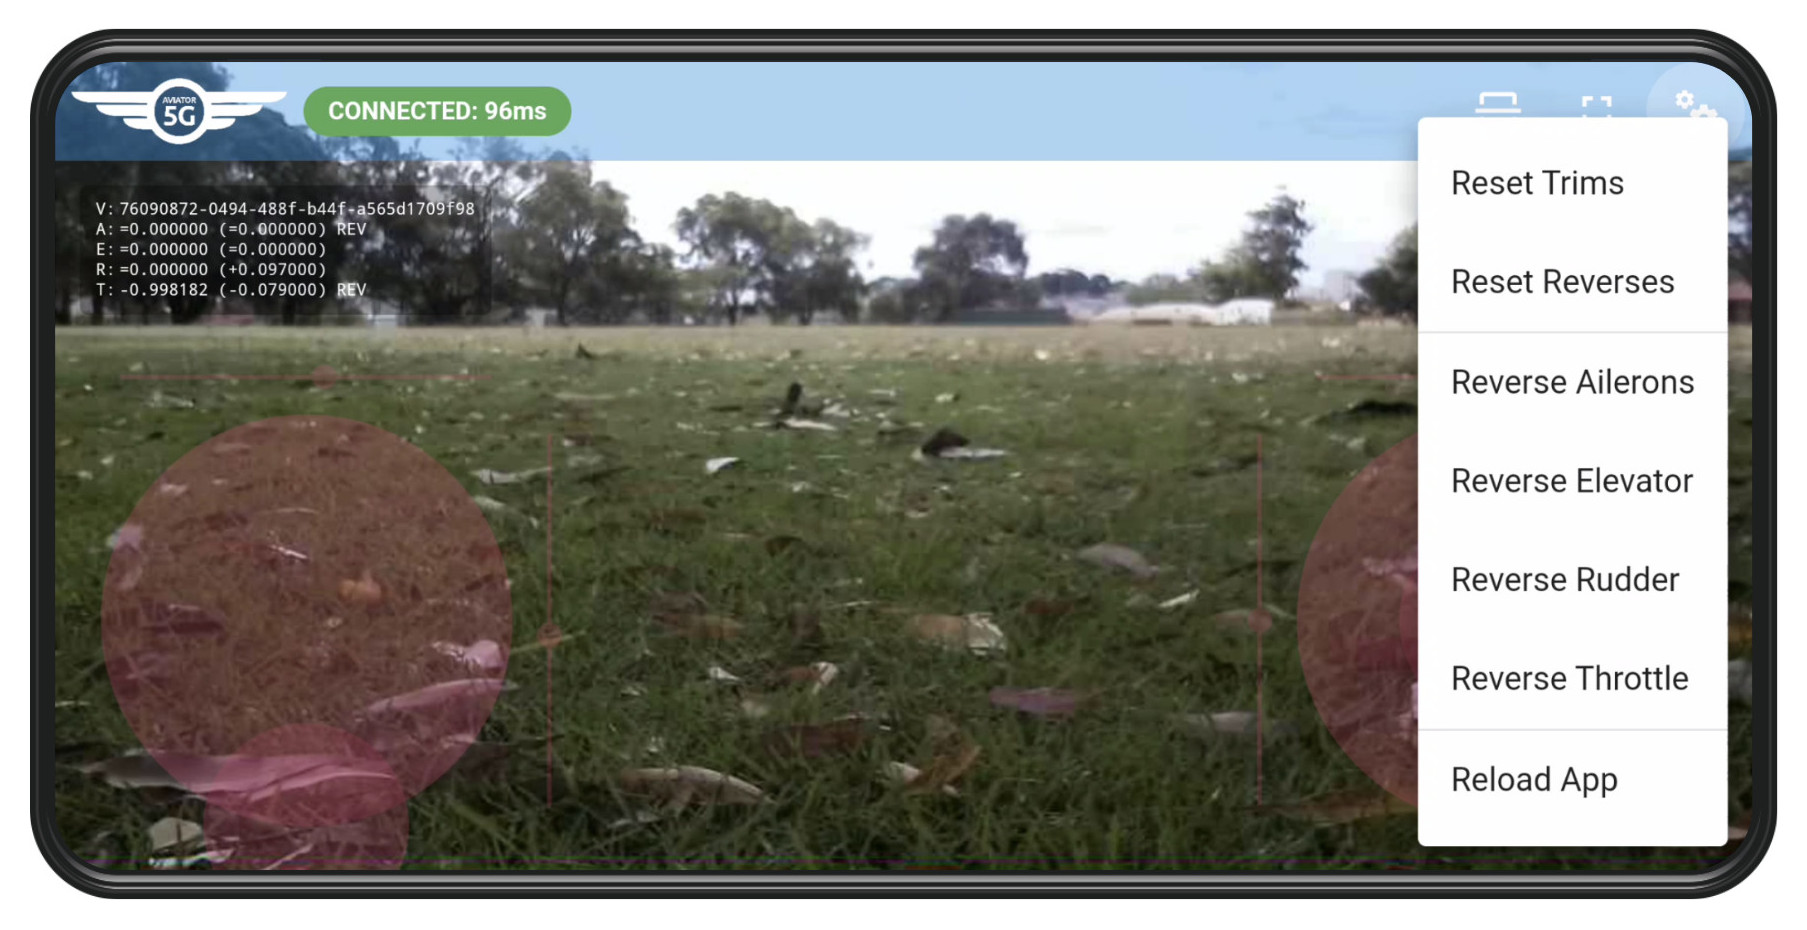 AVIATOR
5G
CONNECTED: 96ms
V: 76090872-0494-488f-b44f-a565d1709f98
A: =0.000000 (=0.000000) REV
E: =0.000000 (=0.000000)
R: =0.000000 (+0.097000)
T: -0.998182 (-0.079000) REV
Reset Trims
Reset Reverses
Reverse Ailerons
Reverse Elevator
Reverse Rudder
Reverse Throttle
Reload App